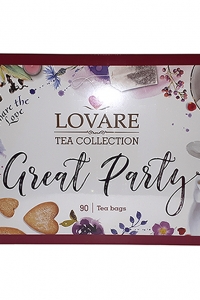 Share the
Love
LOVARE
TEA COLLECTION
Great Party
90 | Tea bags